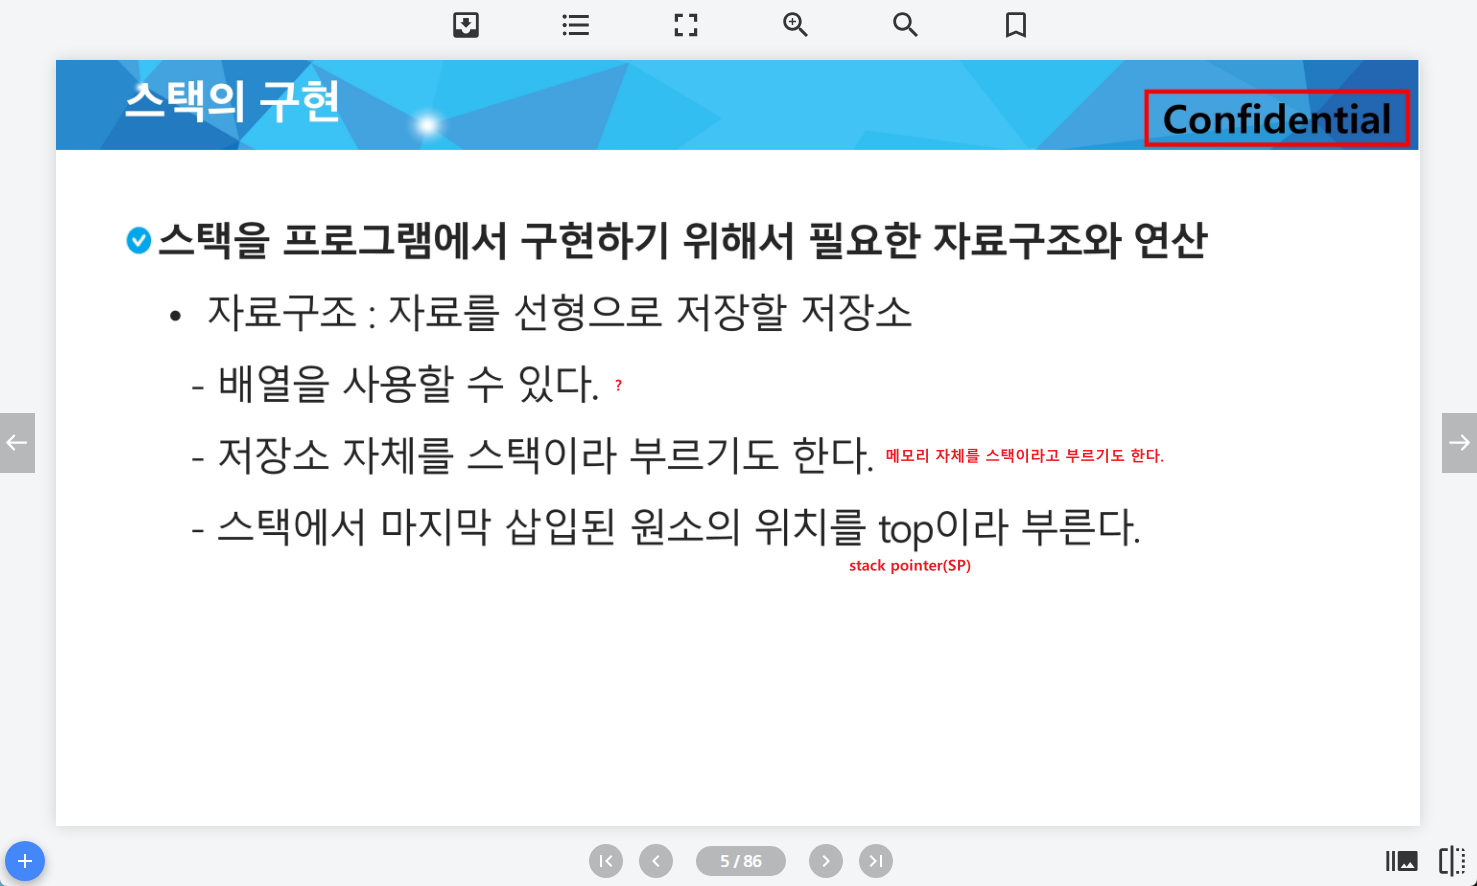 스택의 구현
Confidential
스택을 프로그램에서 구현하기 위해서 필요한 자료구조와 연산
• 자료구조 : 자료를 선형으로 저장할 저장소
- 배열을 사용할 수 있다. ?
- 저장소 자체를 스택이라 부르기도 한다. 메모리 자체를 스택이라고 부르기도 한다.
- 스택에서 마지막 삽입된 원소의 위치를 top이라 부른다.
stack pointer(SP)
5 / 86